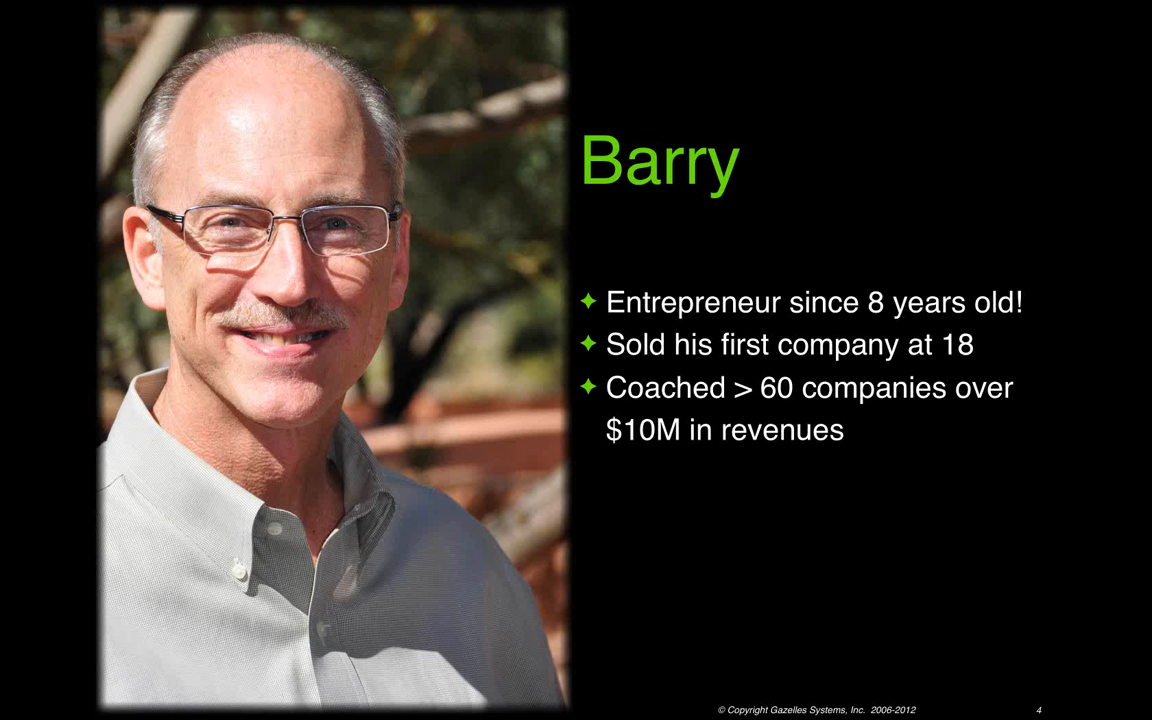 Barry
✦ Entrepreneur since 8 years old!
✦ Sold his first company at 18
✦ Coached > 60 companies over
$10M in revenues
© Copyright Gazelles Systems, Inc. 2006-2012
4